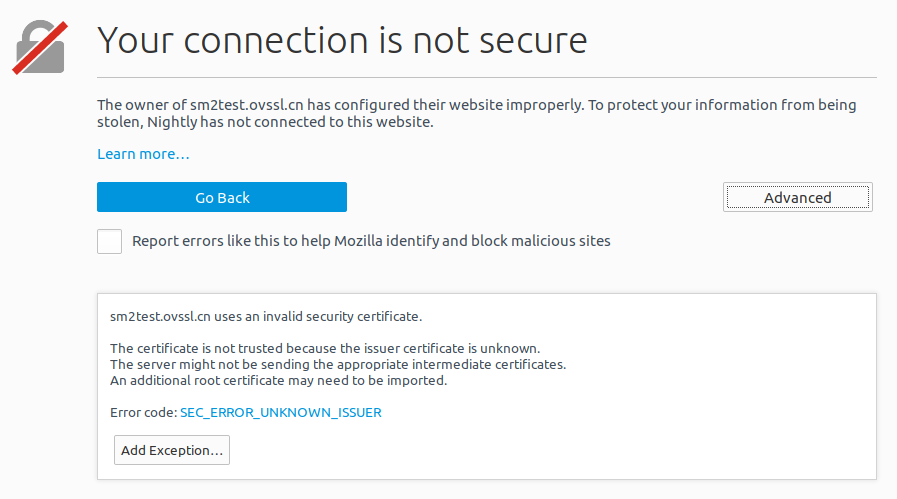 Your connection is not secure
The owner of sm2test.ovssl.cn has configured their website improperly. To protect your information from being
stolen, Nightly has not connected to this website.
Learn more…
Go Back
Advanced
Report errors like this to help Mozilla identify and block malicious sites
sm2test.ovssl.cn uses an invalid security certificate.
The certificate is not trusted because the issuer certificate is unknown.
The server might not be sending the appropriate intermediate certificates.
An additional root certificate may need to be imported.
Error code: SEC_ERROR_UNKNOWN_ISSUER
Add Exception…